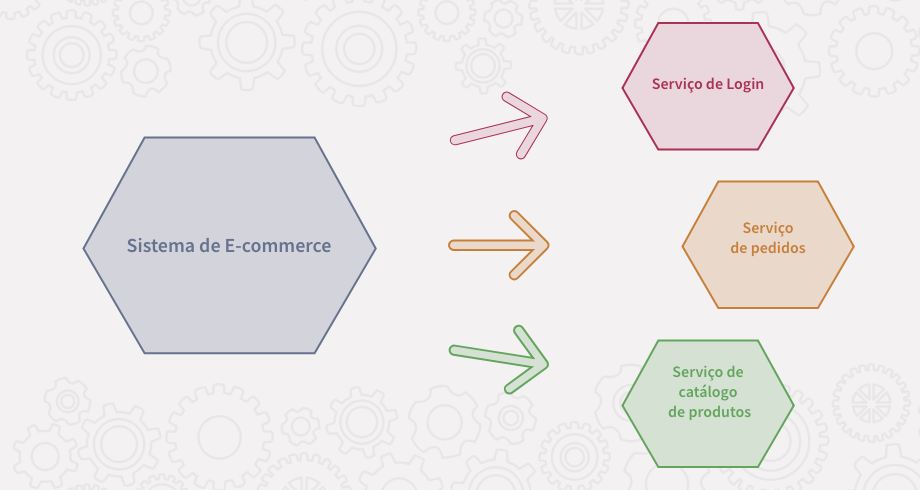 Sistema de E-commerce
Serviço de Login
Serviço
de pedidos
Serviço de
catálogo
de produtos